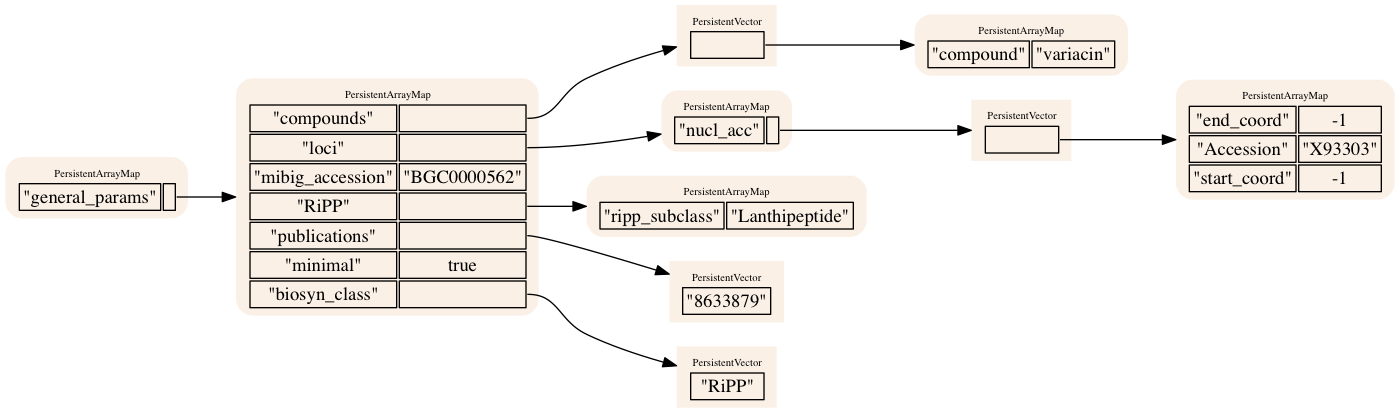 PersistentArrayMap
"general_params"
PersistentArrayMap
"compounds"
"loci"
"mibig_accession" "BGC0000562"
"RiPP"
"publications"
"minimal" true
"biosyn_class"
PersistentVector
PersistentArrayMap
"compound" "variacin"
PersistentArrayMap
"nucl_acc"
PersistentVector
PersistentArrayMap
"end_coord" -1
"Accession" "X93303"
"start_coord" -1
PersistentArrayMap
"ripp_subclass" "Lanthipeptide"
PersistentVector
"8633879"
PersistentVector
"RiPP"